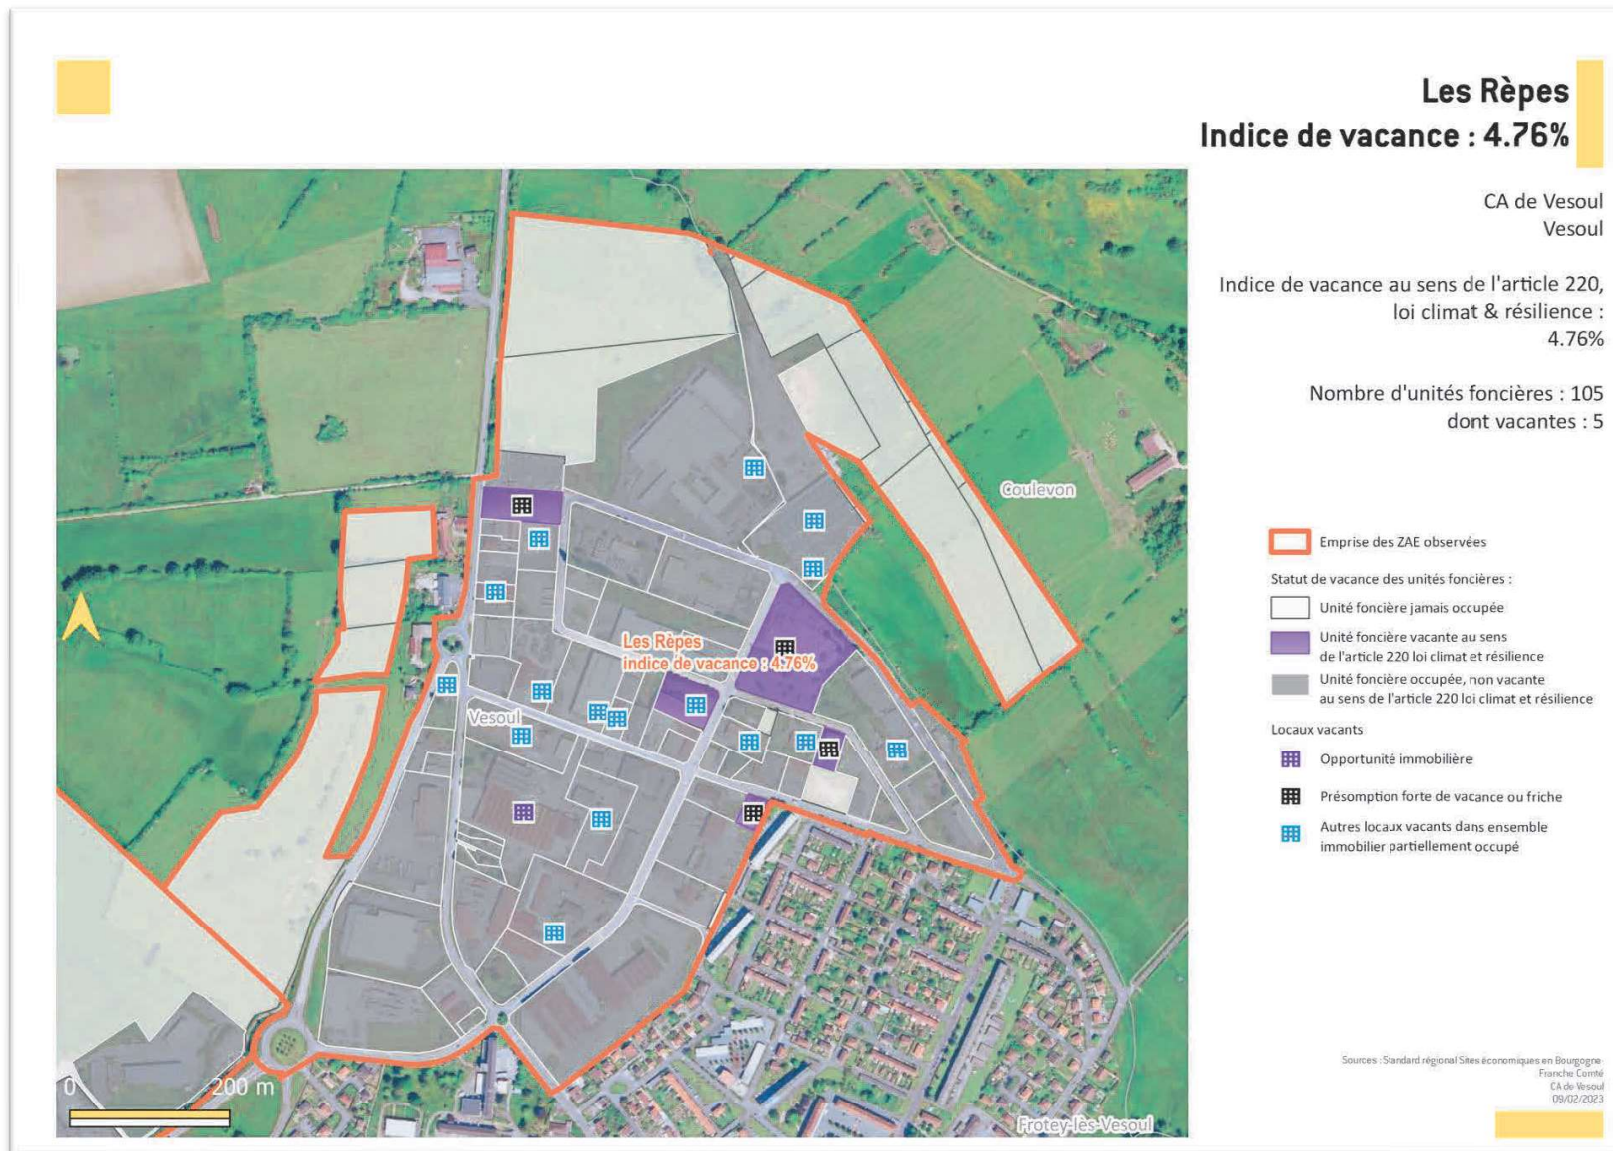 Les Rèpes
Indice de vacance : 4.76%
CA de Vesoul
Vesoul
Indice de vacance au sens de l'article 220,
loi climat & résilience :
4.76%
Nombre d'unités foncières : 105
dont vacantes : 5
Coulevon
Les Rèpes
indice de vacance : 4.76%
Vesoul
Frotey-lès-Vesoul
0
200 m
Emprise des ZAE observées
Statut de vacance des unités foncières :
Unité foncière jamais occupée
Unité foncière vacante au sens
de l'article 220 loi climat et résilience
Unité foncière occupée, non vacante
au sens de l'article 220 loi climat et résilience
Locaux vacants
Opportunité immobilière
Présomption forte de vacance ou friche
Autres locaux vacants dans ensemble
immobilier partiellement occupé
Sources : Standard régional Sites économiques en Bourgogne
Franche Comté
CA de Vesoul
09/02/2023